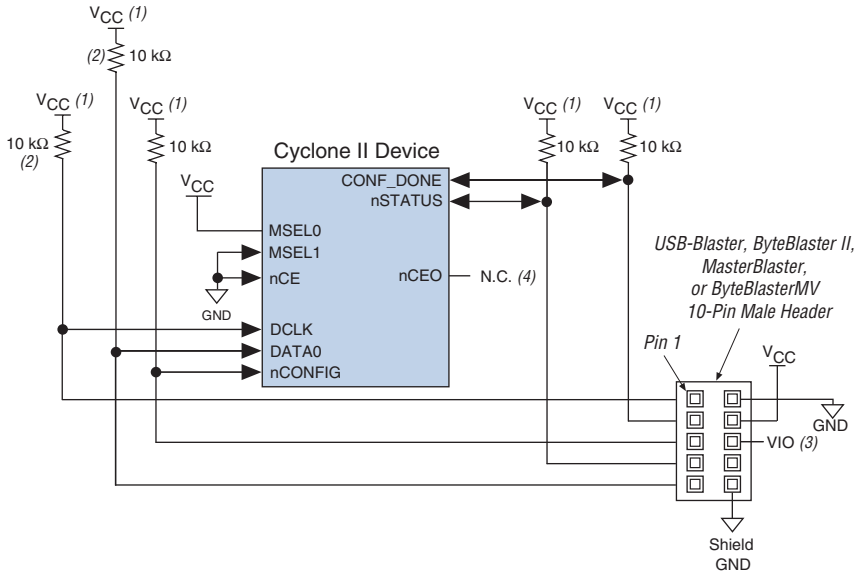 VCC (1)
(2)
10 kΩ
VCC (1)
10 kΩ
(2)
VCC (1)
10 kΩ
VCC (1)
10 kΩ
VCC (1)
10 kΩ
Cyclone II Device
VCC
CONF_DONE
nSTATUS
MSEL0
MSEL1
nCE
nCEO
N.C. (4)
GND
DCLK
DATA0
nCONFIG
USB-Blaster, ByteBlaster II,
MasterBlaster,
or ByteBlasterMV
10-Pin Male Header
Pin 1
VCC
GND
VIO (3)
Shield
GND